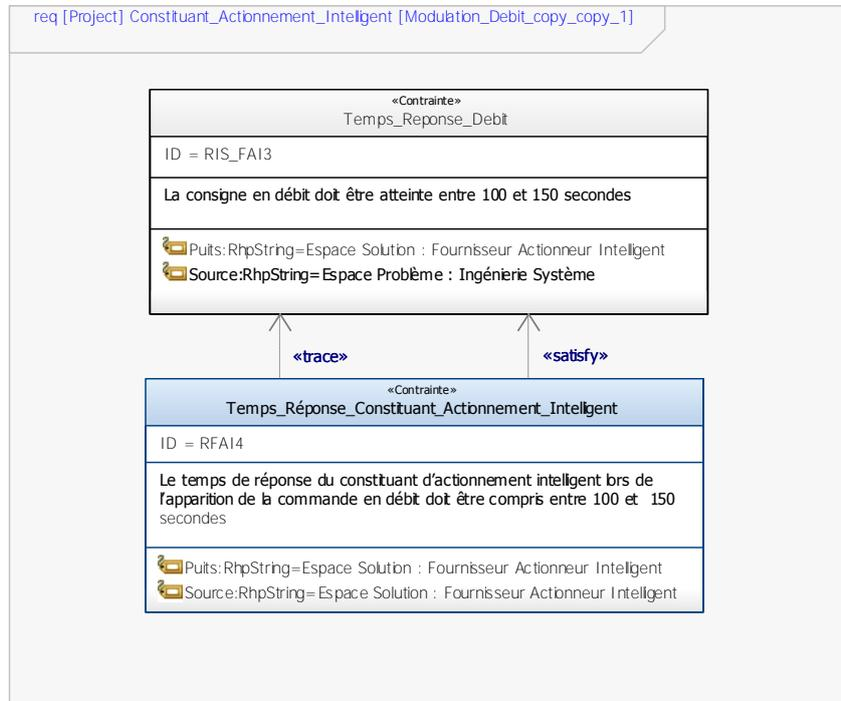 req [Project] Constituant_Actionnement_Intelligent [Modulation_Debit_copy_copy_1]
«Contrainte»
Temps_Reponse_Debit
ID = RIS_FAI3
La consigne en débit doit être atteinte entre 100 et 150 secondes
Puits:RhpString=Espace Solution : Fournisseur Actionneur Intelligent
Source:RhpString=Espace Problème : Ingénierie Système
«trace»
«satisfy»
«Contrainte»
Temps_Réponse_Constituant_Actionnement_Intelligent
ID = RFAI4
Le temps de réponse du constituant d'actionnement intelligent lors de
l'apparition de la commande en débit doit être compris entre 100 et 150
secondes
Puits:RhpString=Espace Solution : Fournisseur Actionneur Intelligent
Source:RhpString=Espace Solution : Fournisseur Actionneur Intelligent